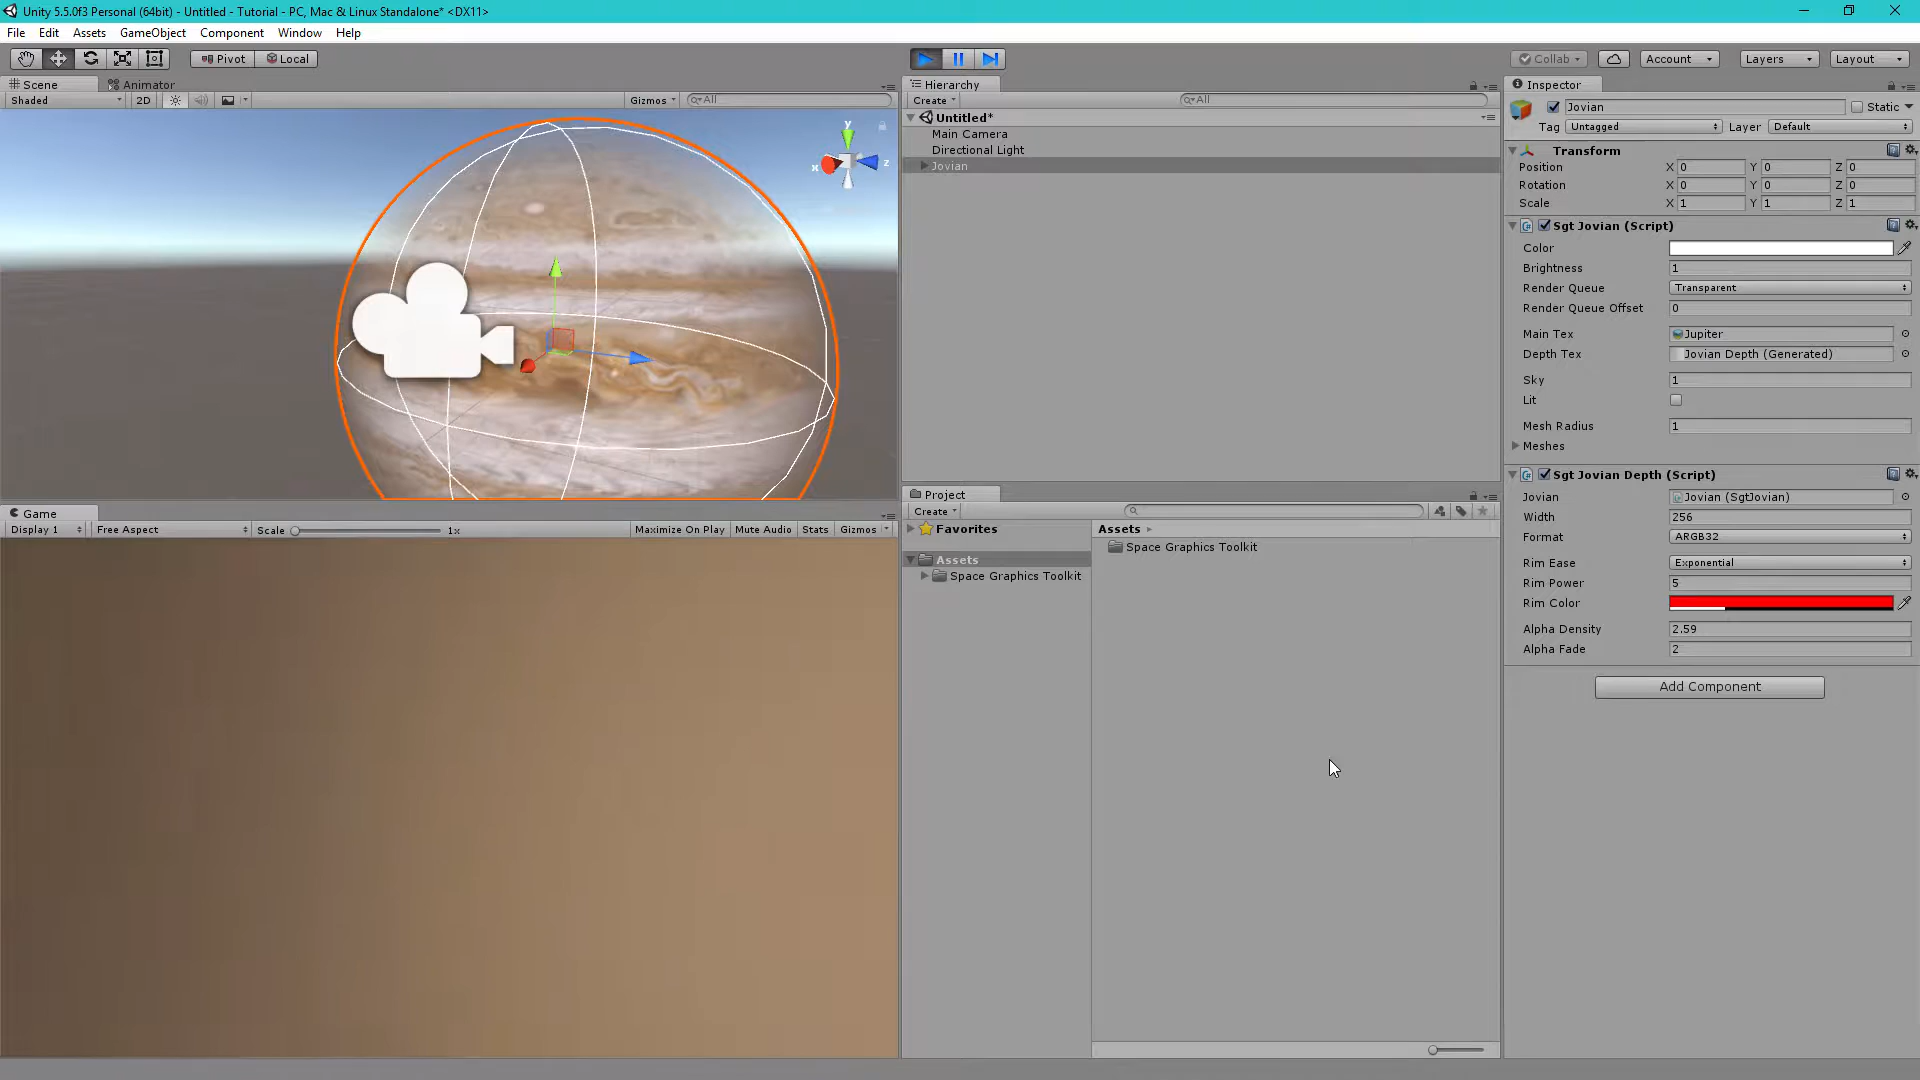 Unity 5.5.0f3 Personal (64bit) - Untitled - Tutorial - PC, Mac & Linux Standalone* <DX11>
File Edit Assets GameObject Component Window Help
Pivot Local
Collab Account Layers Layout
Scene Animator
Shaded 2D Gizmos All
y
x z
Game
Display 1 Free Aspect Scale 1x Maximize On Play Mute Audio Stats Gizmos
Hierarchy
Create All
Untitled*
Main Camera
Directional Light
Jovian
Project
Create
Favorites
Assets
Space Graphics Toolkit
Assets
Space Graphics Toolkit
Inspector
Jovian Static
Tag Untagged Layer Default
Transform
Position X 0 Y 0 Z 0
Rotation X 0 Y 0 Z 0
Scale X 1 Y 1 Z 1
Sgt Jovian (Script)
Color
Brightness 1
Render Queue Transparent
Render Queue Offset 0
Main Tex Jupiter
Depth Tex Jovian Depth (Generated)
Sky 1
Lit
Mesh Radius 1
Meshes
Sgt Jovian Depth (Script)
Jovian Jovian (SgtJovian)
Width 256
Format ARGB32
Rim Ease Exponential
Rim Power 5
Rim Color
Alpha Density 2.59
Alpha Fade 2
Add Component